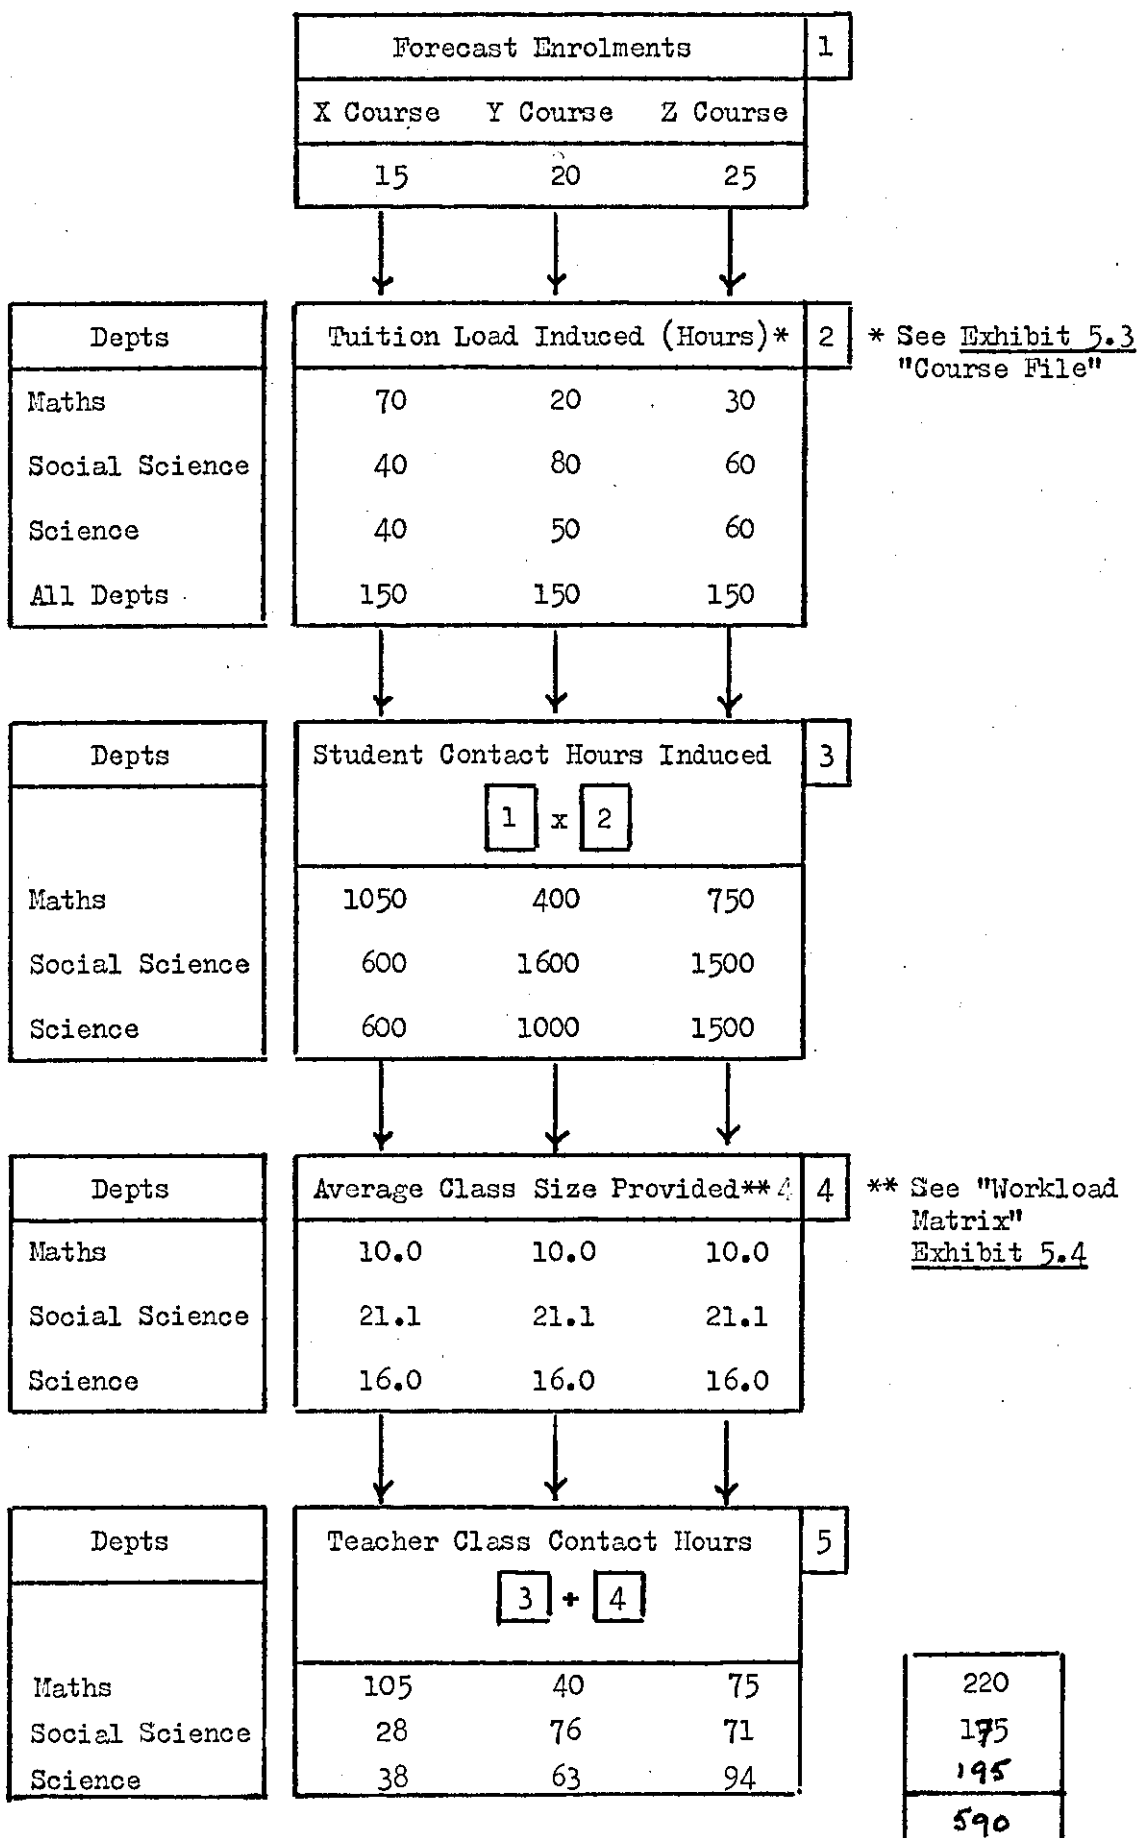 Forecast Enrolments 1
X Course Y Course Z Course
15 20 25
Depts Tuition Load Induced (Hours)* 2 * See Exhibit 5.3
"Course File"
Maths 70 20 30
Social Science 40 80 60
Science 40 50 60
All Depts 150 150 150
Depts Student Contact Hours Induced 3
1 x 2
Maths 1050 400 750
Social Science 600 1600 1500
Science 600 1000 1500
Depts Average Class Size Provided** 4 4 ** See "Workload
Matrix"
Maths 10.0 10.0 10.0 Exhibit 5.4
Social Science 21.1 21.1 21.1
Science 16.0 16.0 16.0
Depts Teacher Class Contact Hours 5
3 + 4
Maths 105 40 75 220
Social Science 28 76 71 175
Science 38 63 94 195
590